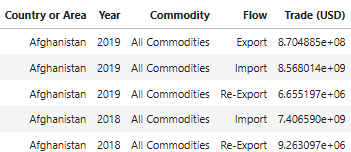 Country or Area Year Commodity Flow Trade (USD)
Afghanistan 2019 All Commodities Export 8.704885e+08
Afghanistan 2019 All Commodities Import 8.568014e+09
Afghanistan 2019 All Commodities Re-Export 6.655197e+06
Afghanistan 2018 All Commodities Import 7.406590e+09
Afghanistan 2018 All Commodities Re-Export 9.263097e+06